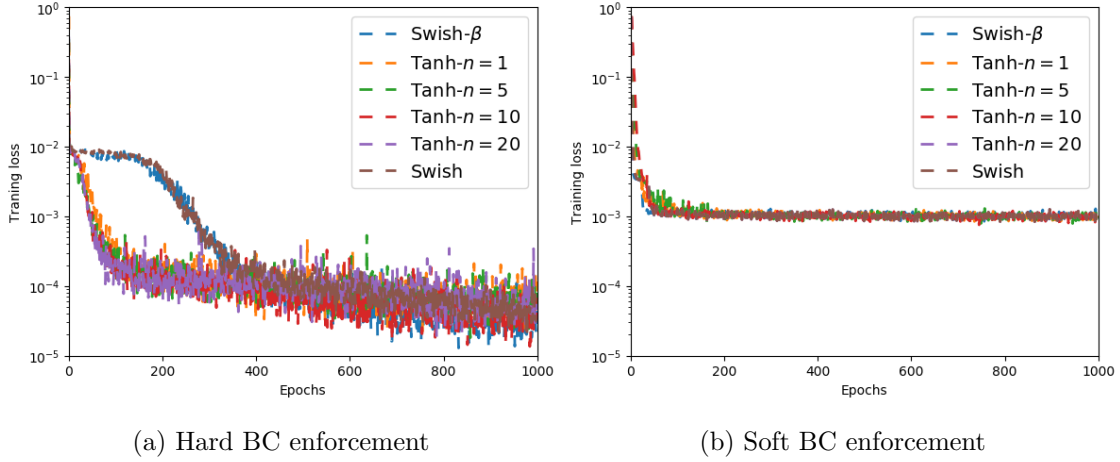 10^0
10^-1
10^-2
10^-3
10^-4
10^-5
Traning loss
0 200 400 600 800 1000
Epochs
Swish-β
Tanh-n = 1
Tanh-n = 5
Tanh-n = 10
Tanh-n = 20
Swish
(a) Hard BC enforcement
10^0
10^-1
10^-2
10^-3
10^-4
10^-5
Training loss
0 200 400 600 800 1000
Epochs
Swish-β
Tanh-n = 1
Tanh-n = 5
Tanh-n = 10
Tanh-n = 20
Swish
(b) Soft BC enforcement